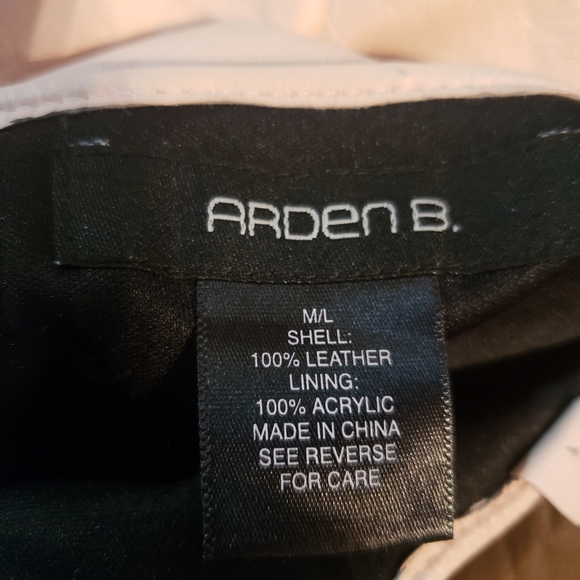 ARDen B.
M/L
SHELL:
100% LEATHER
LINING:
100% ACRYLIC
MADE IN CHINA
SEE REVERSE
FOR CARE